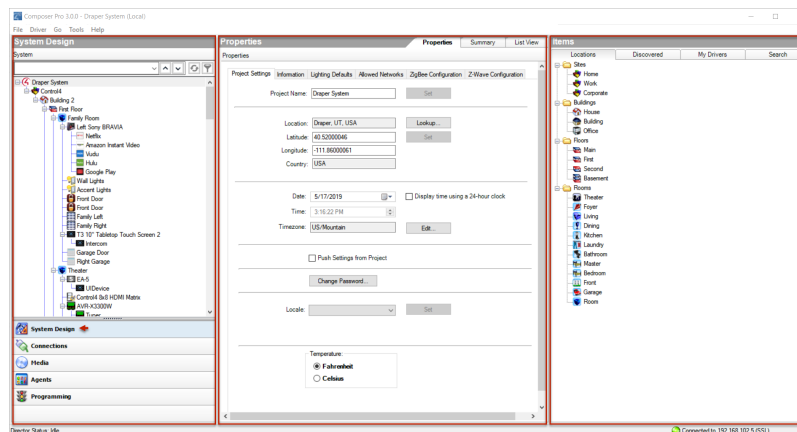 Composer Pro 3.0.0 - Draper System (Local)
File Driver Go Tools Help
System Design
System
Draper System
Control4
Building 2
First Floor
Family Room
Left Sony BRAVIA
Netflix
Amazon Instant Video
Vudu
Hulu
Google Play
Wall Lights
Accent Lights
Front Door
Front Door
Family Left
Family Right
T3 10" Tabletop Touch Screen 2
Intercom
Garage Door
Right Garage
Theater
EA-5
UIDevice
Control4 8x8 HDMI Matrix
AVR-X3300W
Tuner
System Design
Connections
Media
Agents
Programming
Director Status: Idle
Properties
Properties Summary List View
Properties
Project Settings Information Lighting Defaults Allowed Networks ZigBee Configuration Z-Wave Configuration
Project Name: Draper System Set
Location: Draper, UT, USA Lookup...
Latitude: 40.52000046 Set
Longitude: -111.86000061
Country: USA
Date: 5/17/2019 Display time using a 24-hour clock
Time: 3:16:22 PM
Timezone: US/Mountain Edit...
Push Settings from Project
Change Password...
Locale: Set
Temperature:
Fahrenheit
Celsius
Items
Locations Discovered My Drivers Search
Sites
Home
Work
Corporate
Buildings
House
Building
Office
Floors
Main
First
Second
Basement
Rooms
Theater
Foyer
Living
Dining
Kitchen
Laundry
Bathroom
Master
Bedroom
Front
Garage
Room
Connected to 192.168.102.5 (SSL)